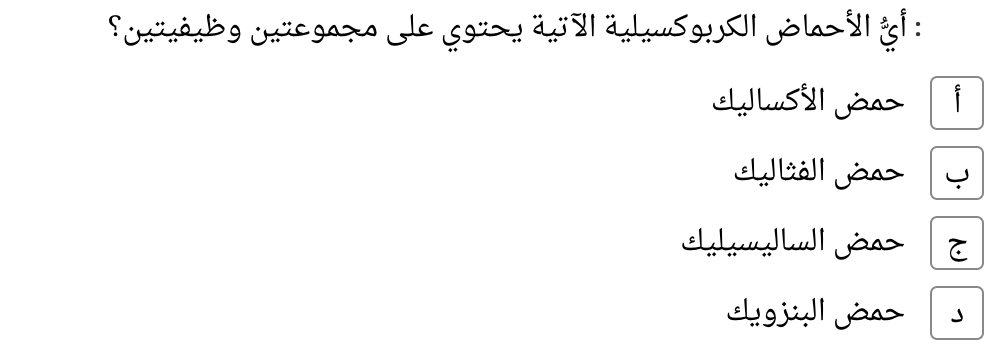 : أيُّ الأحماض الكربوكسيلية الآتية يحتوي على مجموعتين وظيفيتين؟
أ حمض الأكساليك
ب حمض الفثاليك
ج حمض الساليسيليك
د حمض البنزويك